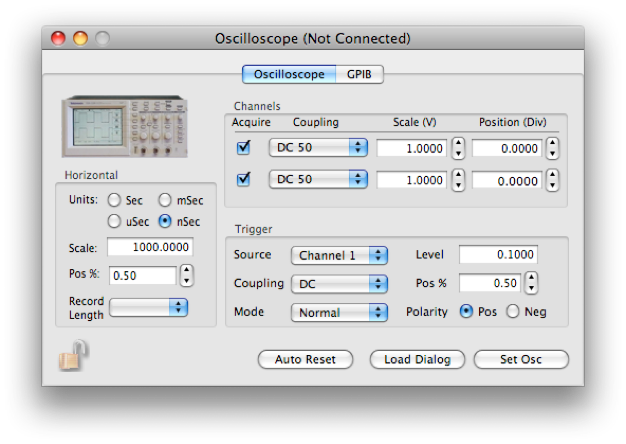 Oscilloscope (Not Connected)
Oscilloscope GPIB
Channels
Acquire Coupling Scale (V) Position (Div)
DC 50 1.0000 0.0000
DC 50 1.0000 0.0000
Horizontal
Units: Sec mSec
uSec nSec
Scale: 1000.0000
Pos %: 0.50
Record
Length
Trigger
Source Channel 1 Level 0.1000
Coupling DC Pos % 0.50
Mode Normal Polarity Pos Neg
Auto Reset Load Dialog Set Osc